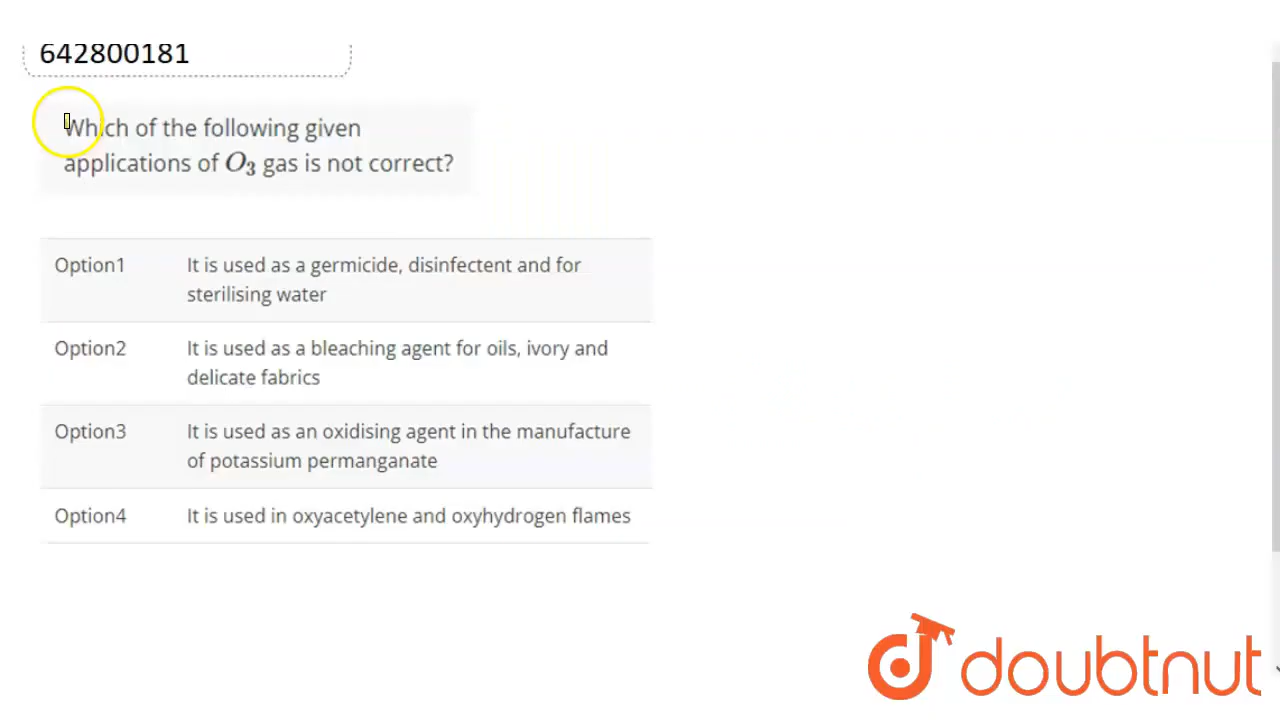 642800181
Which of the following given
applications of O3 gas is not correct?
Option1 It is used as a germicide, disinfectent and for
sterilising water
Option2 It is used as a bleaching agent for oils, ivory and
delicate fabrics
Option3 It is used as an oxidising agent in the manufacture
of potassium permanganate
Option4 It is used in oxyacetylene and oxyhydrogen flames
doubtnut